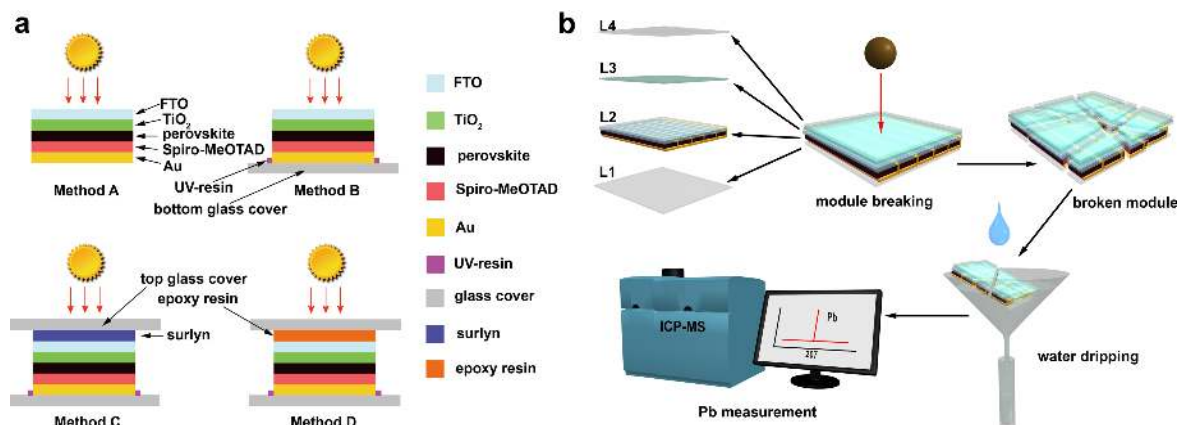 a
FTO
TiO2
perovskite
Spiro-MeOTAD
Au
Method A
UV-resin
bottom glass cover
Method B
top glass cover
epoxy resin
surlyn
Method C
Method D
FTO
TiO2
perovskite
Spiro-MeOTAD
Au
UV-resin
glass cover
surlyn
epoxy resin
b
L4
L3
L2
L1
module breaking
broken module
water dripping
ICP-MS
Pb
207
Pb measurement